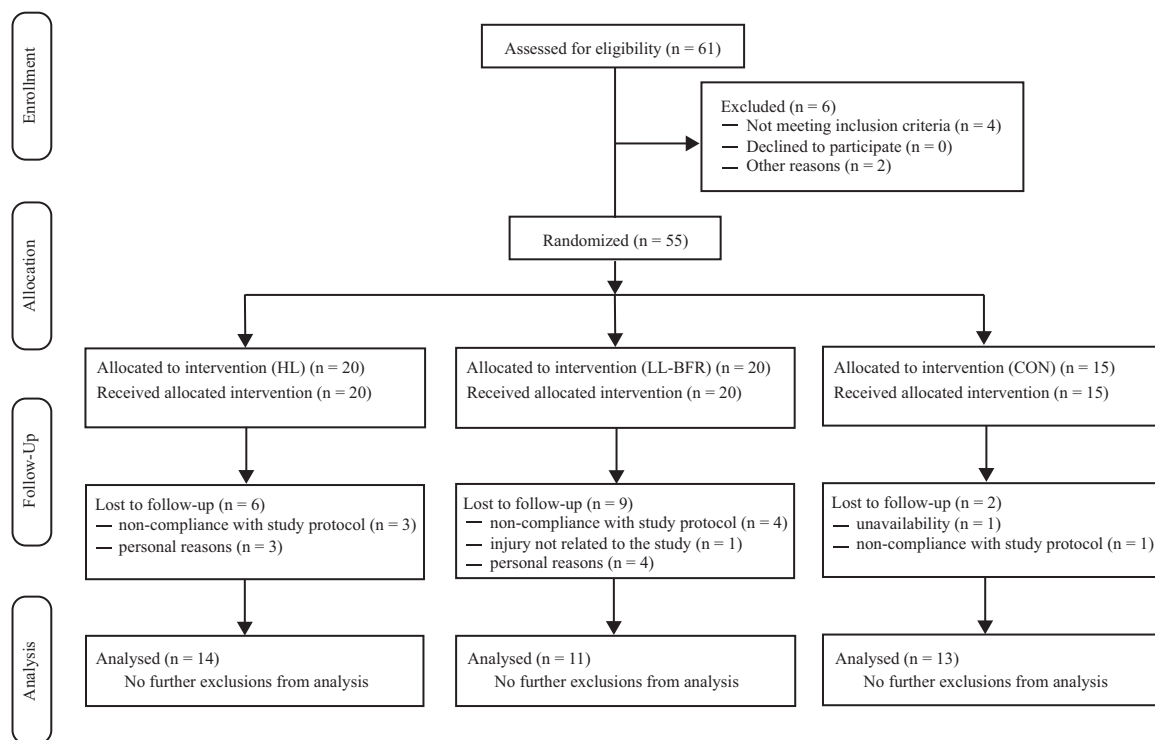 Enrollment
Assessed for eligibility (n = 61)
Excluded (n = 6)
— Not meeting inclusion criteria (n = 4)
— Declined to participate (n = 0)
— Other reasons (n = 2)
Allocation
Randomized (n = 55)
Allocated to intervention (HL) (n = 20)
Received allocated intervention (n = 20)
Allocated to intervention (LL-BFR) (n = 20)
Received allocated intervention (n = 20)
Allocated to intervention (CON) (n = 15)
Received allocated intervention (n = 15)
Follow-Up
Lost to follow-up (n = 6)
— non-compliance with study protocol (n = 3)
— personal reasons (n = 3)
Lost to follow-up (n = 9)
— non-compliance with study protocol (n = 4)
— injury not related to the study (n = 1)
— personal reasons (n = 4)
Lost to follow-up (n = 2)
— unavailability (n = 1)
— non-compliance with study protocol (n = 1)
Analysis
Analysed (n = 14)
No further exclusions from analysis
Analysed (n = 11)
No further exclusions from analysis
Analysed (n = 13)
No further exclusions from analysis